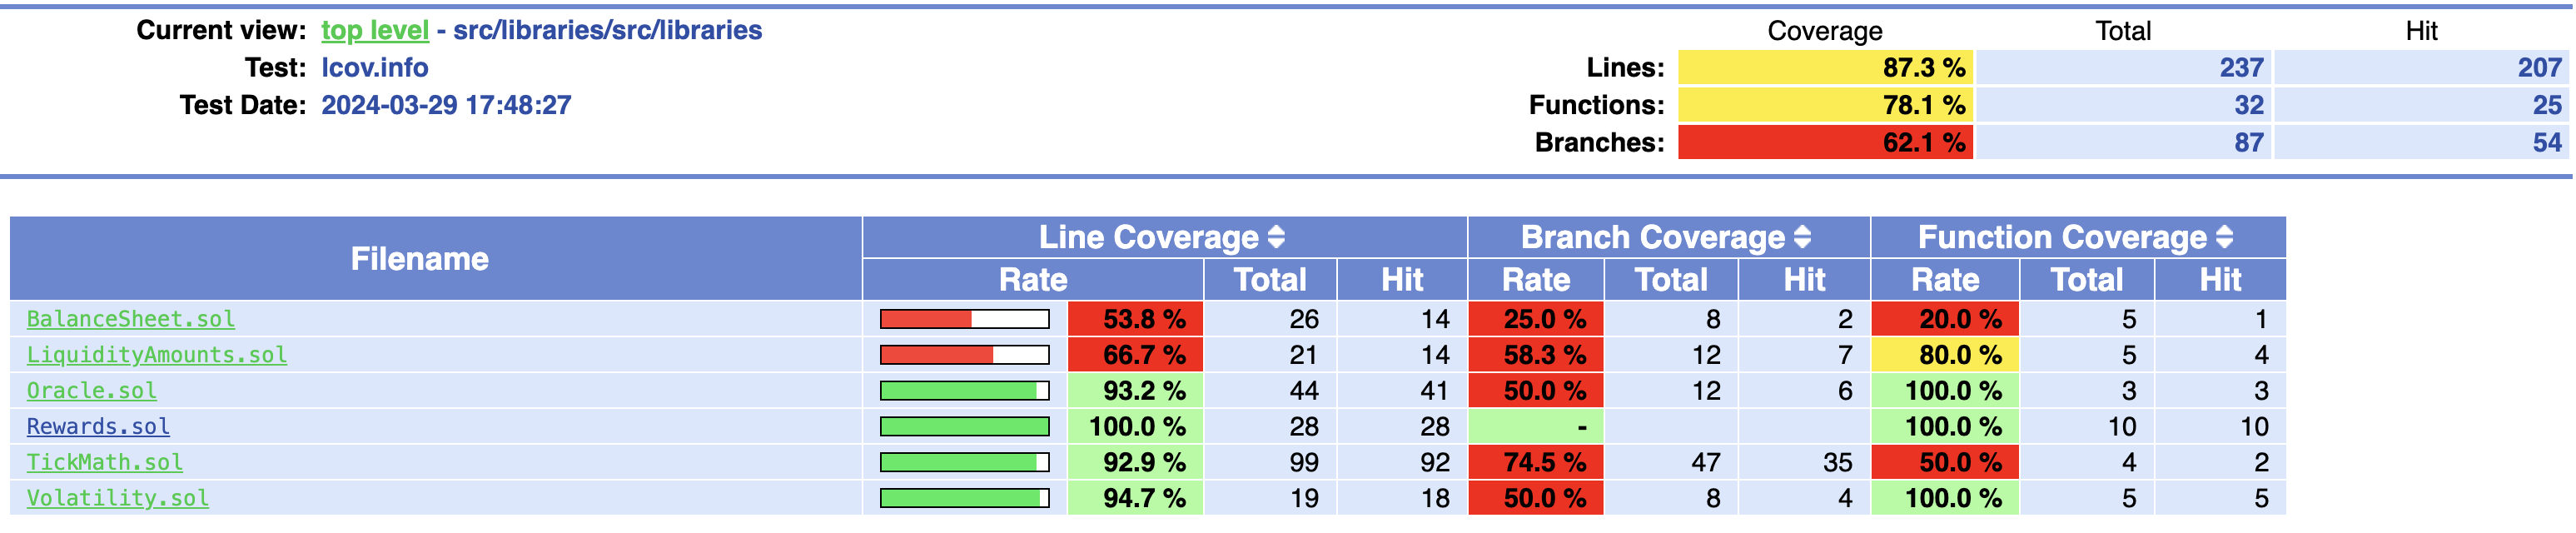 Current view: top level - src/libraries/src/libraries
Test: lcov.info
Test Date: 2024-03-29 17:48:27
Coverage Total Hit
Lines: 87.3 % 237 207
Functions: 78.1 % 32 25
Branches: 62.1 % 87 54
Filename Line Coverage Branch Coverage Function Coverage
Rate Total Hit Rate Total Hit Rate Total Hit
BalanceSheet.sol 53.8 % 26 14 25.0 % 8 2 20.0 % 5 1
LiquidityAmounts.sol 66.7 % 21 14 58.3 % 12 7 80.0 % 5 4
Oracle.sol 93.2 % 44 41 50.0 % 12 6 100.0 % 3 3
Rewards.sol 100.0 % 28 28 - 100.0 % 10 10
TickMath.sol 92.9 % 99 92 74.5 % 47 35 50.0 % 4 2
Volatility.sol 94.7 % 19 18 50.0 % 8 4 100.0 % 5 5